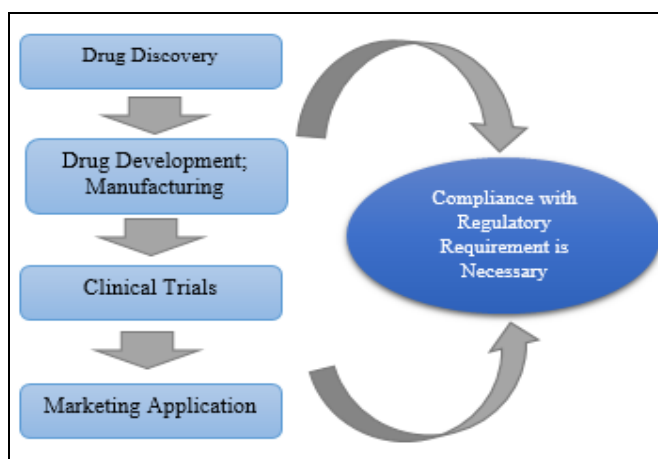 Drug Discovery
Drug Development;
Manufacturing
Clinical Trials
Marketing Application
Compliance with
Regulatory
Requirement is
Necessary